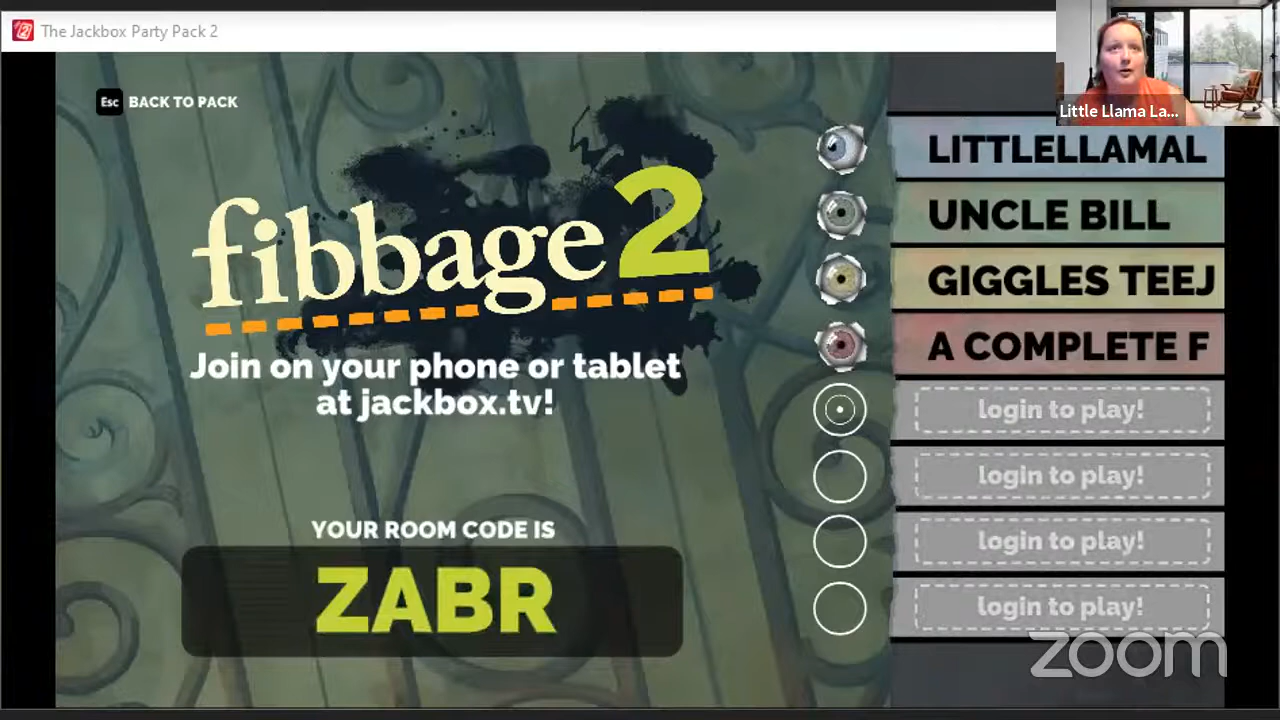 The Jackbox Party Pack 2
Little Llama La...
Esc BACK TO PACK
fibbage 2
Join on your phone or tablet
at jackbox.tv!
YOUR ROOM CODE IS
ZABR
LITTLELLAMAL
UNCLE BILL
GIGGLES TEEJ
A COMPLETE F
login to play!
login to play!
login to play!
login to play!
zoom